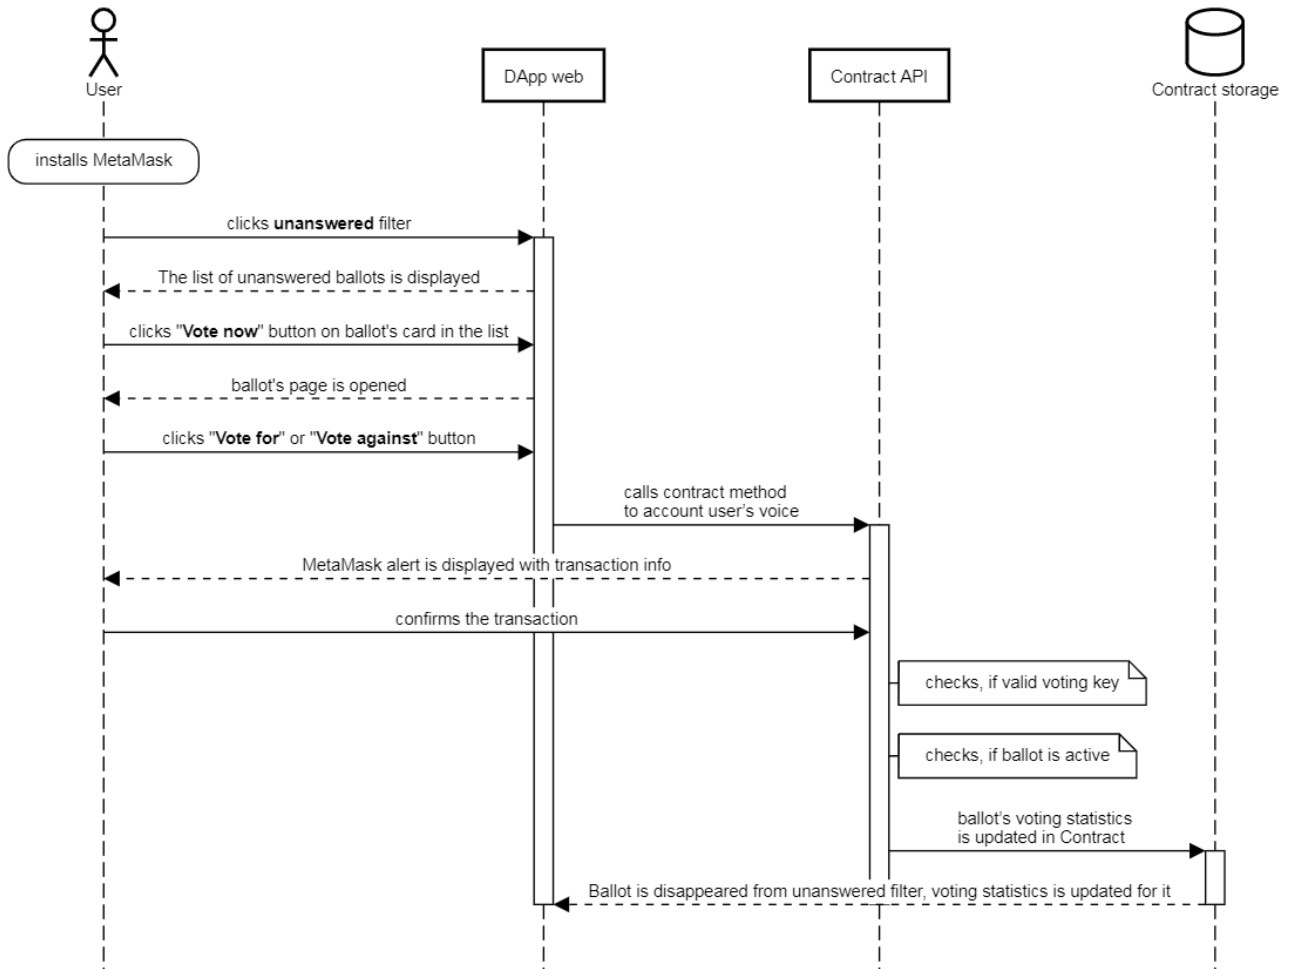 User
DApp web
Contract API
Contract storage
installs MetaMask
clicks unanswered filter
The list of unanswered ballots is displayed
clicks "Vote now" button on ballot's card in the list
ballot's page is opened
clicks "Vote for" or "Vote against" button
calls contract method
to account user's voice
MetaMask alert is displayed with transaction info
confirms the transaction
checks, if valid voting key
checks, if ballot is active
ballot's voting statistics
is updated in Contract
Ballot is disappeared from unanswered filter, voting statistics is updated for it